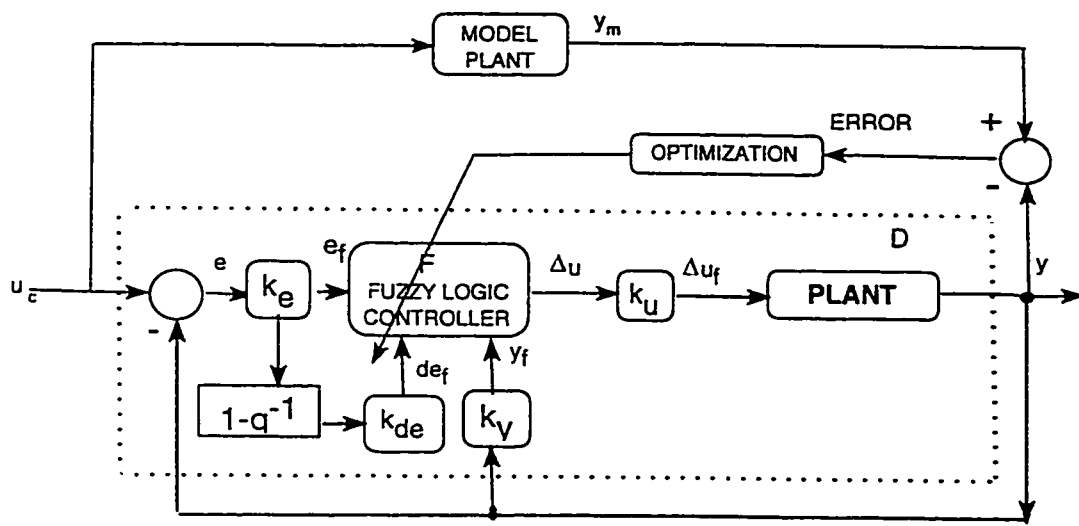 MODEL
PLANT
y_m
ERROR
+
OPTIMIZATION
-
D
u_c
e
k_e
e_f
F
FUZZY LOGIC
CONTROLLER
Δu
k_u
Δu_f
PLANT
y
-
de_f
y_f
1-q^-1
k_de
k_y